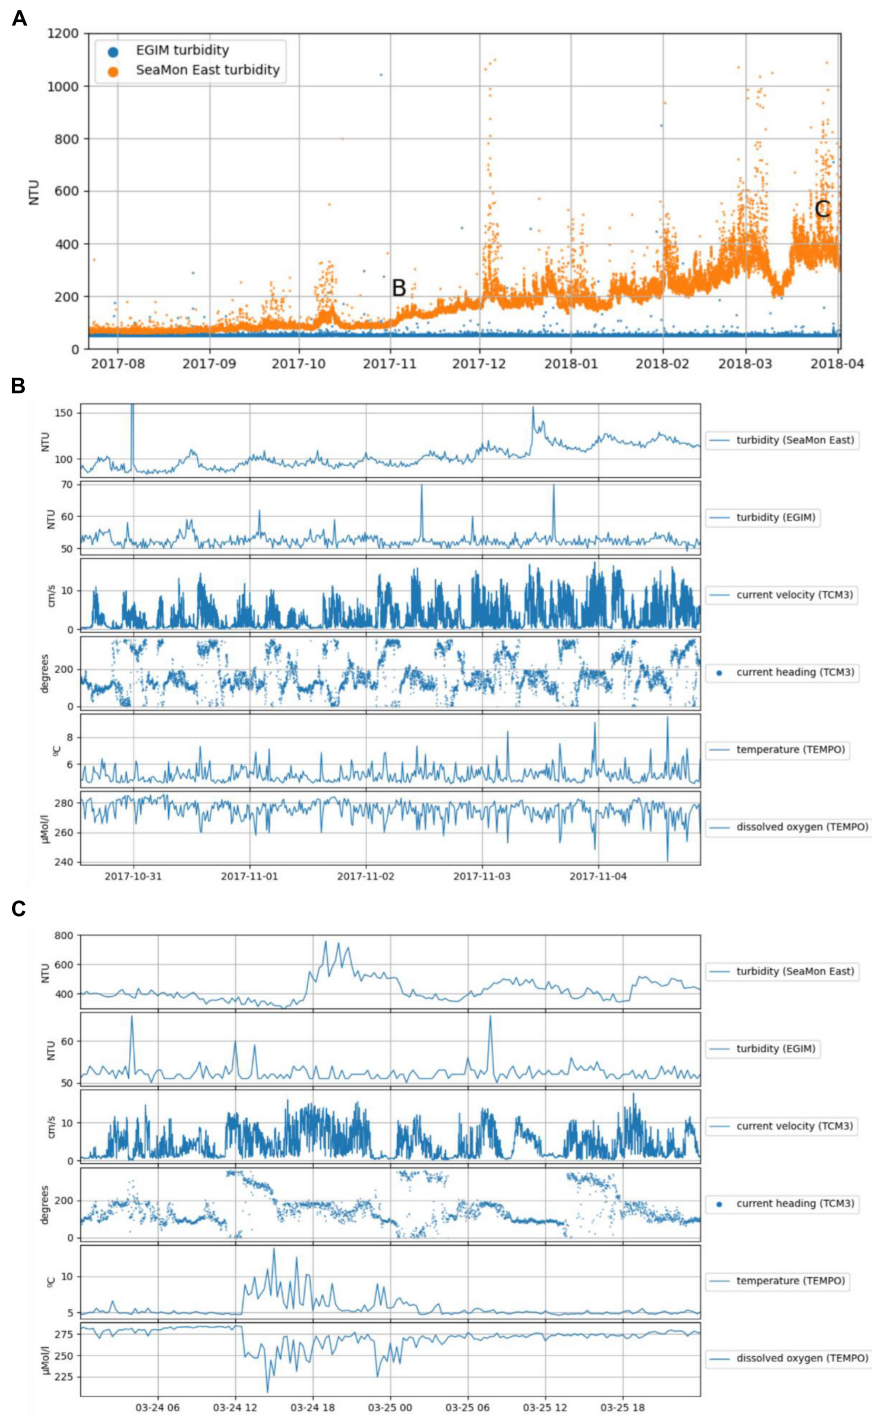 A
1200
1000
800
600
400
200
0
NTU
EGIM turbidity
SeaMon East turbidity
B
C
2017-08 2017-09 2017-10 2017-11 2017-12 2018-01 2018-02 2018-03 2018-04
B
150
100
NTU
turbidity (SeaMon East)
70
60
50
NTU
turbidity (EGIM)
10
0
cm/s
current velocity (TCM3)
200
0
degrees
current heading (TCM3)
8
6
ºC
temperature (TEMPO)
280
260
240
µMol/l
dissolved oxygen (TEMPO)
2017-10-31 2017-11-01 2017-11-02 2017-11-03 2017-11-04
C
800
600
400
NTU
turbidity (SeaMon East)
60
50
NTU
turbidity (EGIM)
10
0
cm/s
current velocity (TCM3)
200
0
degrees
current heading (TCM3)
10
5
ºC
temperature (TEMPO)
275
250
225
µMol/l
dissolved oxygen (TEMPO)
03-24 06 03-24 12 03-24 18 03-25 00 03-25 06 03-25 12 03-25 18